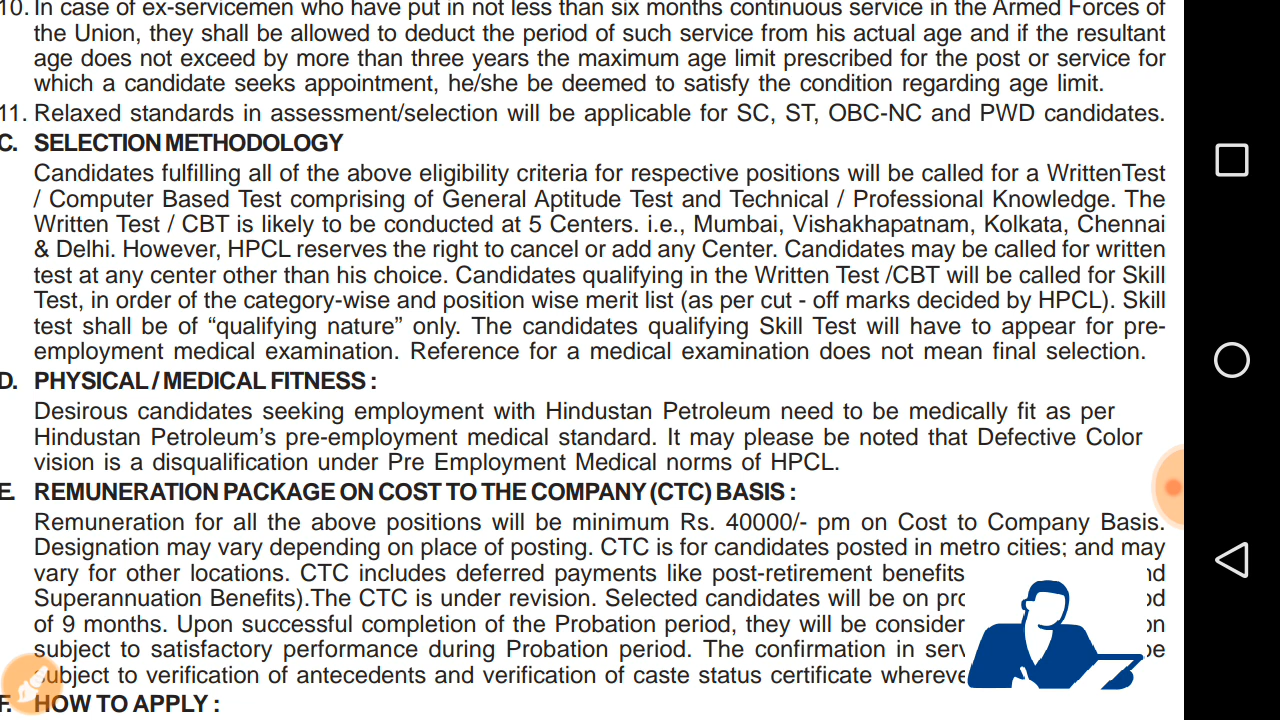 10. In case of ex-servicemen who have put in not less than six months continuous service in the Armed Forces of
the Union, they shall be allowed to deduct the period of such service from his actual age and if the resultant
age does not exceed by more than three years the maximum age limit prescribed for the post or service for
which a candidate seeks appointment, he/she be deemed to satisfy the condition regarding age limit.
11. Relaxed standards in assessment/selection will be applicable for SC, ST, OBC-NC and PWD candidates.
C. SELECTION METHODOLOGY
Candidates fulfilling all of the above eligibility criteria for respective positions will be called for a WrittenTest
/ Computer Based Test comprising of General Aptitude Test and Technical / Professional Knowledge. The
Written Test / CBT is likely to be conducted at 5 Centers. i.e., Mumbai, Vishakhapatnam, Kolkata, Chennai
& Delhi. However, HPCL reserves the right to cancel or add any Center. Candidates may be called for written
test at any center other than his choice. Candidates qualifying in the Written Test /CBT will be called for Skill
Test, in order of the category-wise and position wise merit list (as per cut - off marks decided by HPCL). Skill
test shall be of “qualifying nature” only. The candidates qualifying Skill Test will have to appear for pre-
employment medical examination. Reference for a medical examination does not mean final selection.
D. PHYSICAL / MEDICAL FITNESS :
Desirous candidates seeking employment with Hindustan Petroleum need to be medically fit as per
Hindustan Petroleum’s pre-employment medical standard. It may please be noted that Defective Color
vision is a disqualification under Pre Employment Medical norms of HPCL.
E. REMUNERATION PACKAGE ON COST TO THE COMPANY (CTC) BASIS :
Remuneration for all the above positions will be minimum Rs. 40000/- pm on Cost to Company Basis.
Designation may vary depending on place of posting. CTC is for candidates posted in metro cities; and may
vary for other locations. CTC includes deferred payments like post-retirement benefits
Superannuation Benefits).The CTC is under revision. Selected candidates will be on
of 9 months. Upon successful completion of the Probation period, they will be
subject to satisfactory performance during Probation period. The confirmation in be
subject to verification of antecedents and verification of caste status certificate
F. HOW TO APPLY :